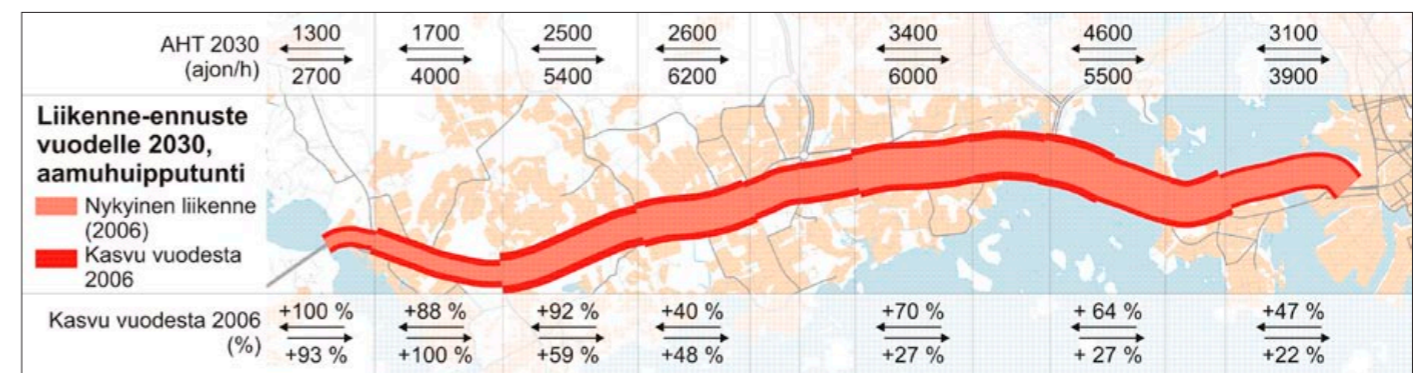 AHT 2030
(ajon/h)
1300 1700 2500 2600 3400 4600 3100
2700 4000 5400 6200 6000 5500 3900
Liikenne-ennuste
vuodelle 2030,
aamuhuipputunti
Nykyinen liikenne
(2006)
Kasvu vuodesta
2006
Kasvu vuodesta 2006
(%)
+100 % +88 % +92 % +40 % +70 % + 64 % +47 %
+93 % +100 % +59 % +48 % +27 % + 27 % +22 %